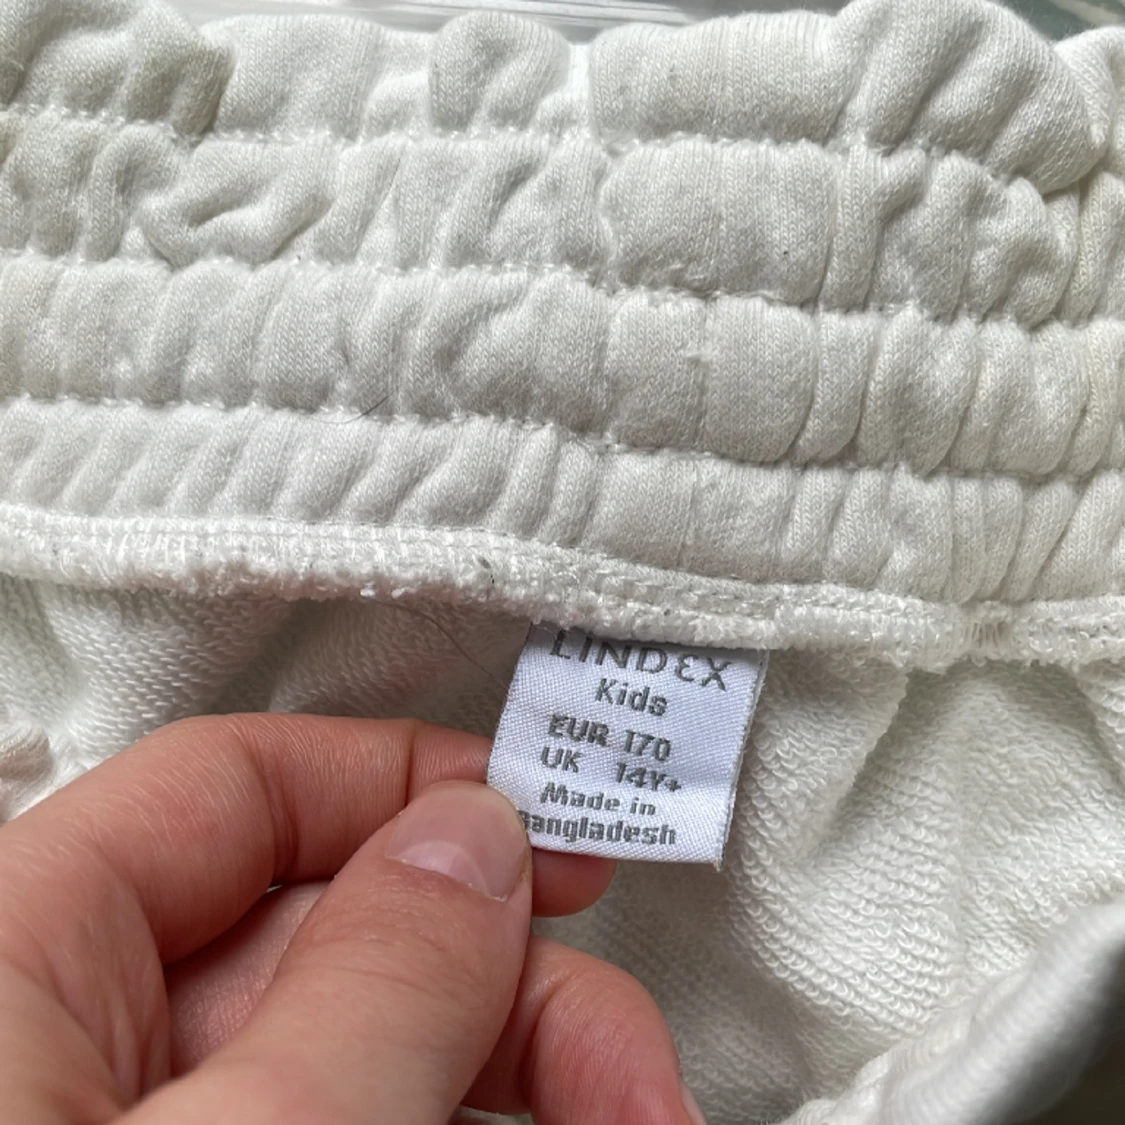 LINDEX
Kids
EUR 170
UK 14Y+
Made in
Bangladesh